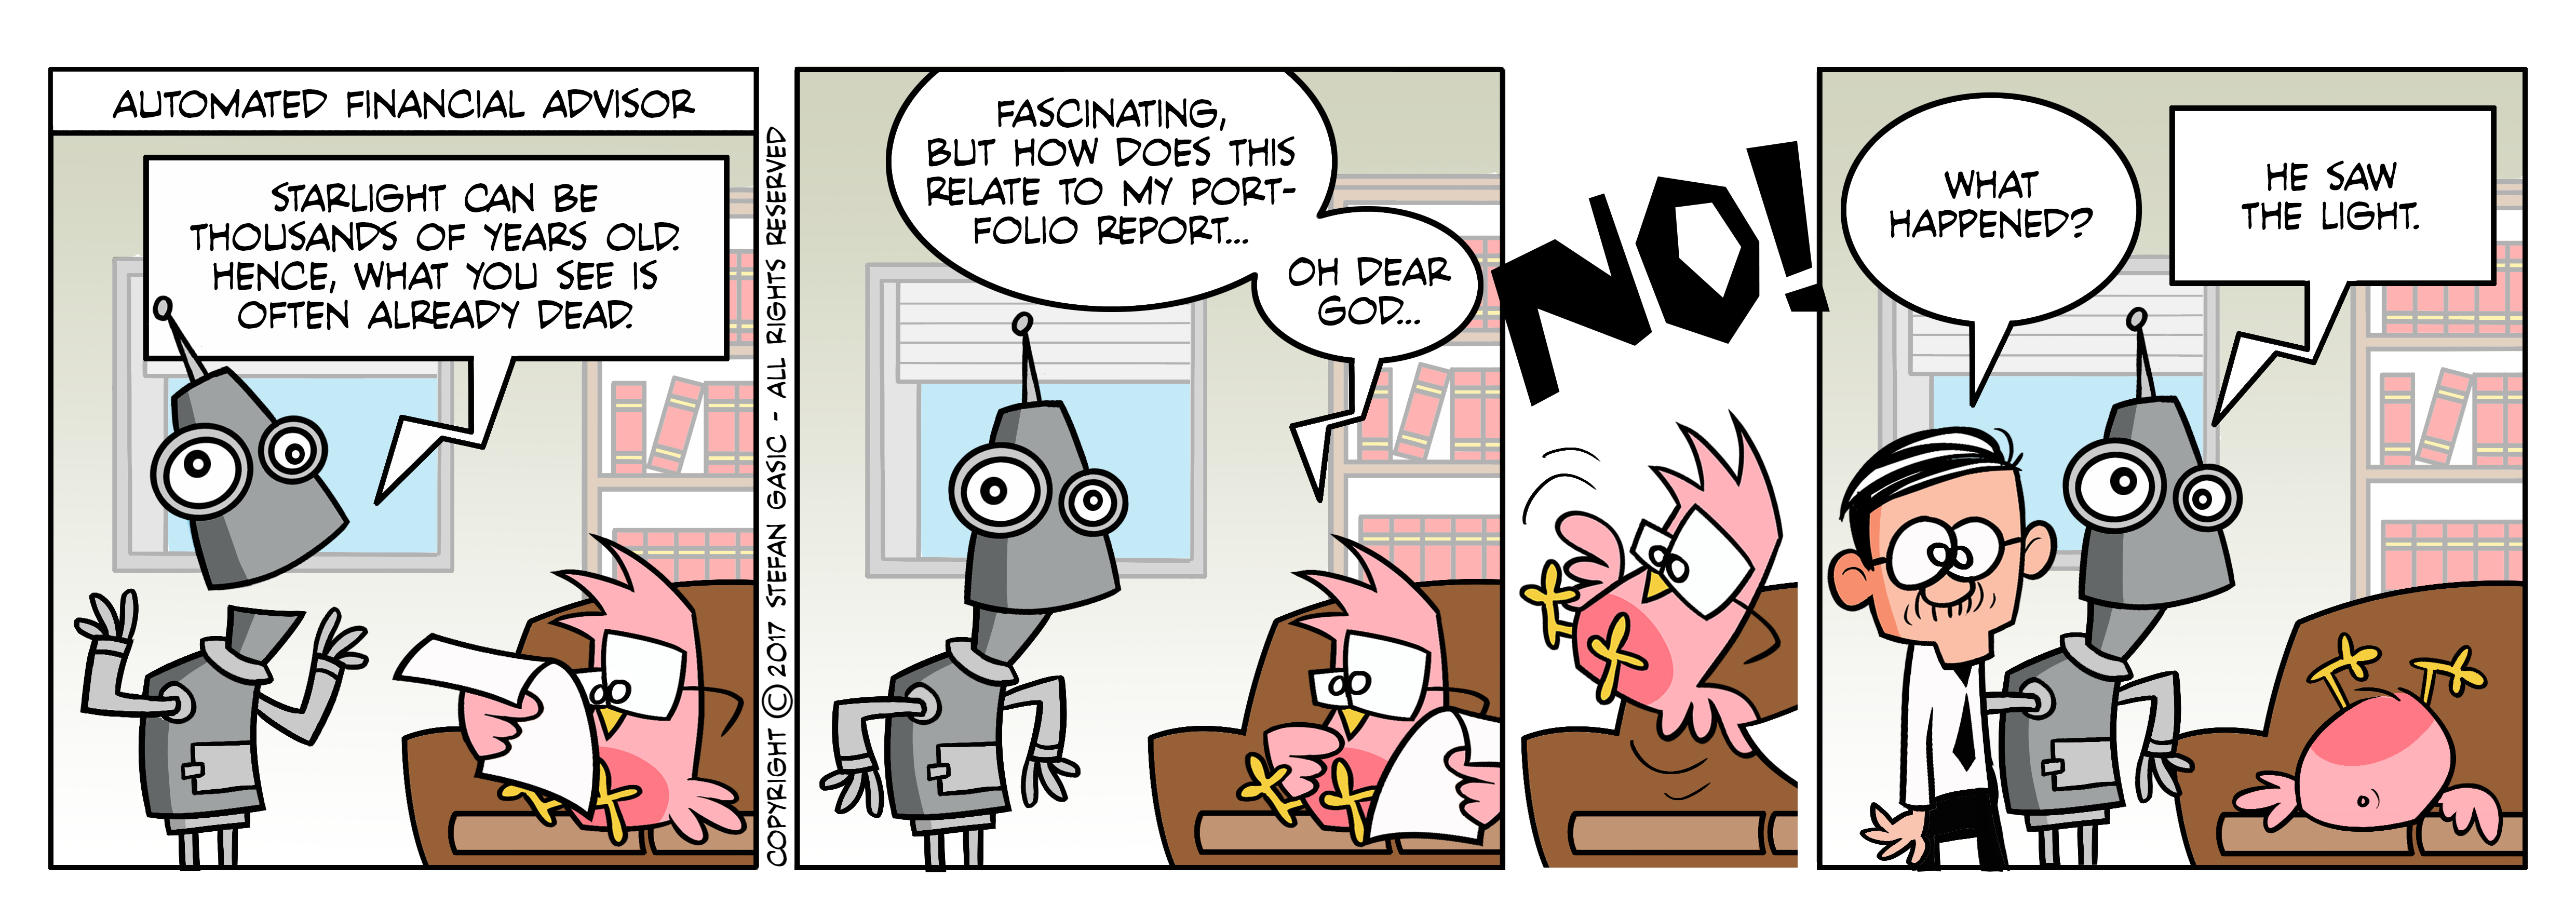 AUTOMATED FINANCIAL ADVISOR
STARLIGHT CAN BE
THOUSANDS OF YEARS OLD.
HENCE, WHAT YOU SEE IS
OFTEN ALREADY DEAD.
COPYRIGHT © 2017 STEFAN GASIC - ALL RIGHTS RESERVED
FASCINATING,
BUT HOW DOES THIS
RELATE TO MY PORT-
FOLIO REPORT...
OH DEAR
GOD...
NO!
WHAT
HAPPENED?
HE SAW
THE LIGHT.